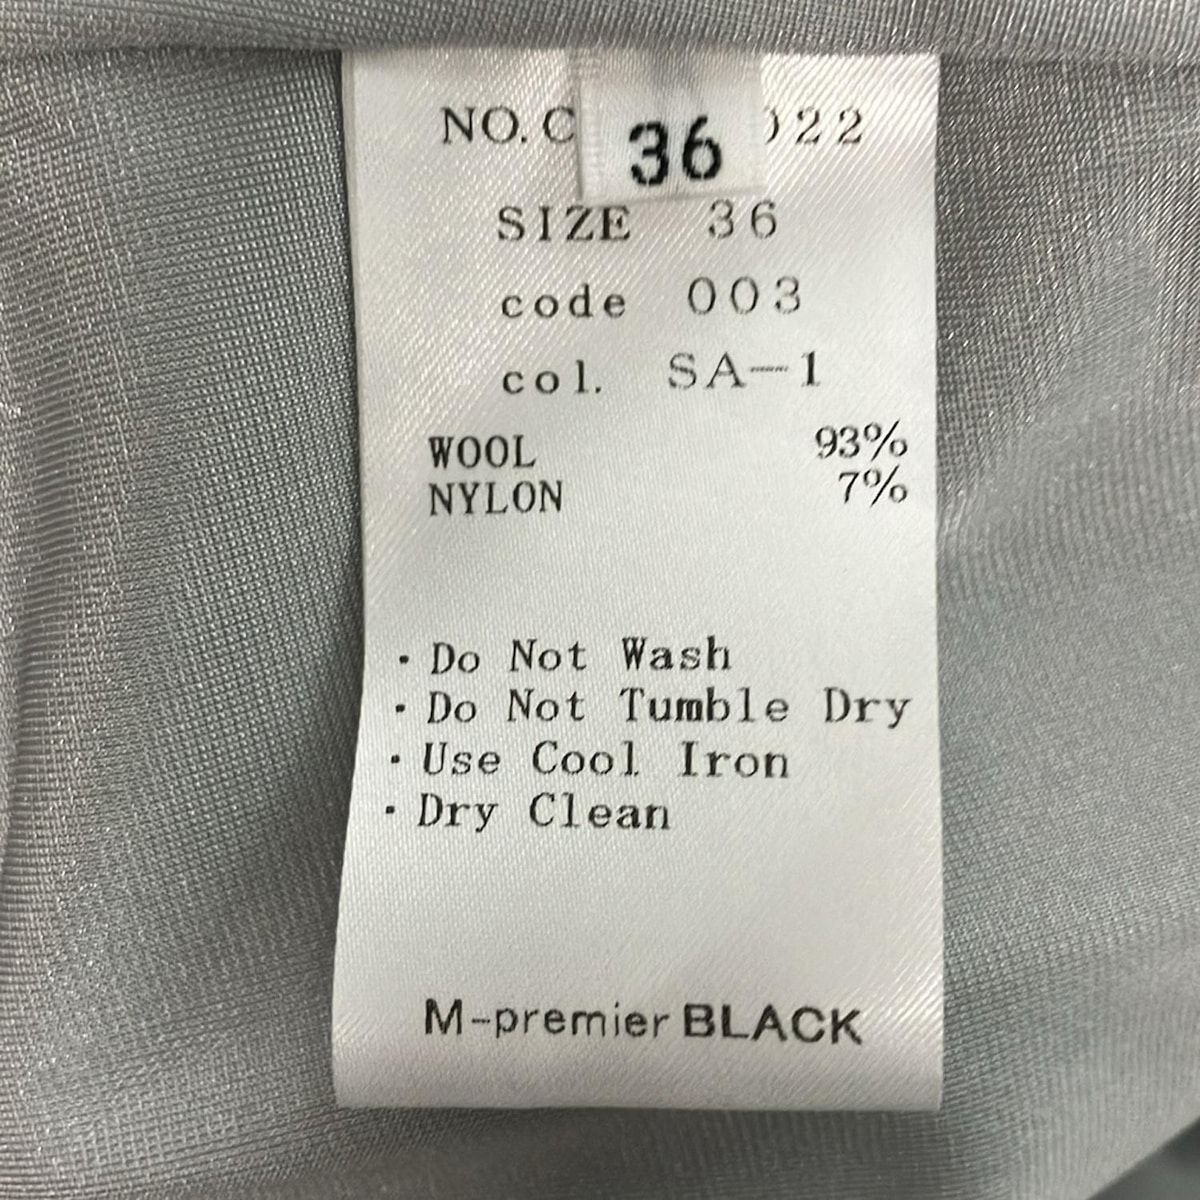 NO. C
36
22
SIZE 36
code 003
col. SA-1
WOOL 93%
NYLON 7%
・Do Not Wash
・Do Not Tumble Dry
・Use Cool Iron
・Dry Clean
M-premier BLACK